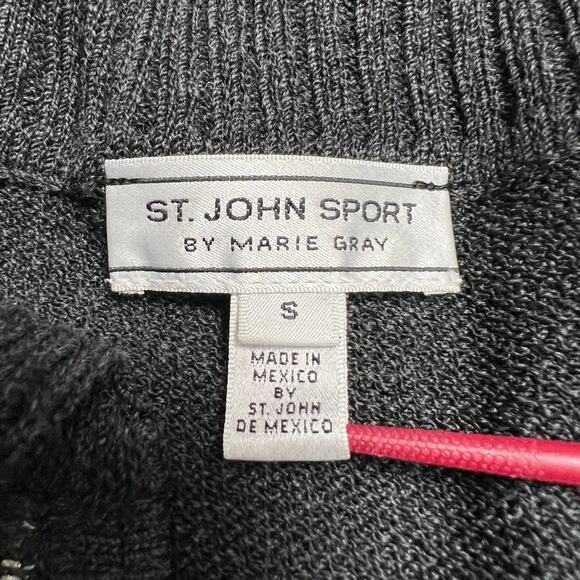 ST. JOHN SPORT
BY MARIE GRAY
S
MADE IN
MEXICO
BY
ST. JOHN
DE MEXICO